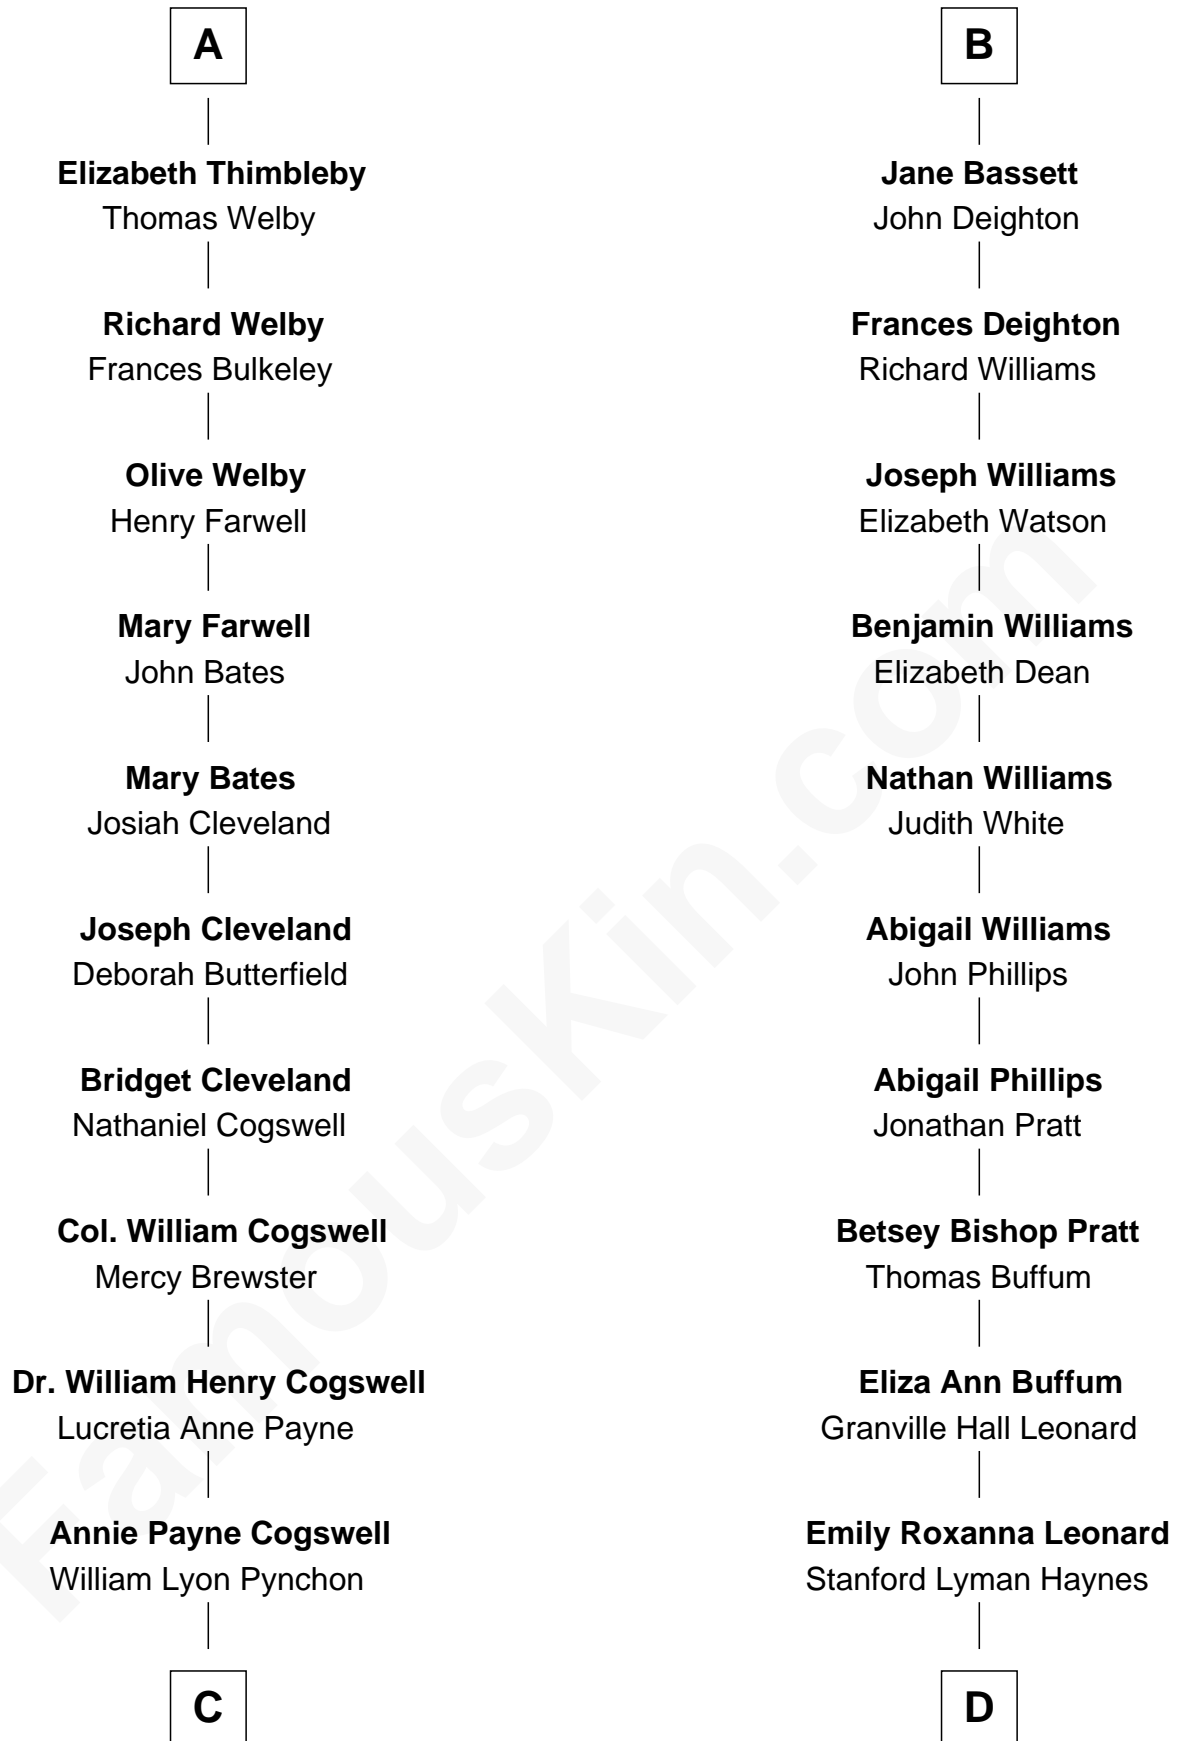 A
Elizabeth Thimbleby
Thomas Welby
Richard Welby
Frances Bulkeley
Olive Welby
Henry Farwell
Mary Farwell
John Bates
Mary Bates
Josiah Cleveland
Joseph Cleveland
Deborah Butterfield
Bridget Cleveland
Nathaniel Cogswell
Col. William Cogswell
Mercy Brewster
Dr. William Henry Cogswell
Lucretia Anne Payne
Annie Payne Cogswell
William Lyon Pynchon
C
B
Jane Bassett
John Deighton
Frances Deighton
Richard Williams
Joseph Williams
Elizabeth Watson
Benjamin Williams
Elizabeth Dean
Nathan Williams
Judith White
Abigail Williams
John Phillips
Abigail Phillips
Jonathan Pratt
Betsey Bishop Pratt
Thomas Buffum
Eliza Ann Buffum
Granville Hall Leonard
Emily Roxanna Leonard
Stanford Lyman Haynes
D
FamousKin.com